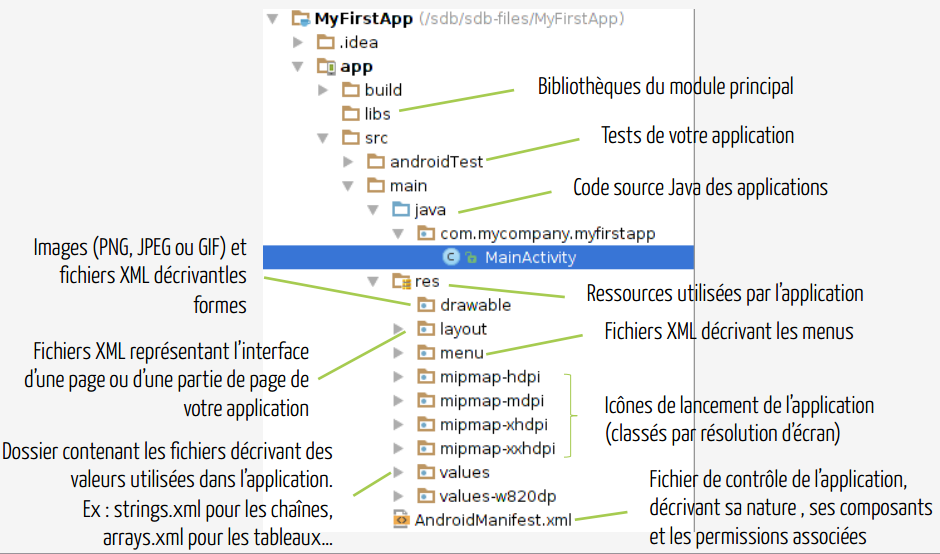 MyFirstApp (/sdb/sdb-files/MyFirstApp)
.idea
app
build
libs
src
androidTest
main
java
com.mycompany.myfirstapp
MainActivity
res
drawable
layout
menu
mipmap-hdpi
mipmap-mdpi
mipmap-xhdpi
mipmap-xxhdpi
values
values-w820dp
AndroidManifest.xml
Bibliothèques du module principal
Tests de votre application
Code source Java des applications
Images (PNG, JPEG ou GIF) et
fichiers XML décrivantles
formes
Ressources utilisées par l’application
Fichiers XML décrivant les menus
Fichiers XML représentant l’interface
d’une page ou d’une partie de page de
votre application
Icônes de lancement de l’application
(classés par résolution d’écran)
Dossier contenant les fichiers décrivant des
valeurs utilisées dans l’application.
Ex : strings.xml pour les chaînes,
arrays.xml pour les tableaux…
Fichier de contrôle de l’application,
décrivant sa nature , ses composants
et les permissions associées